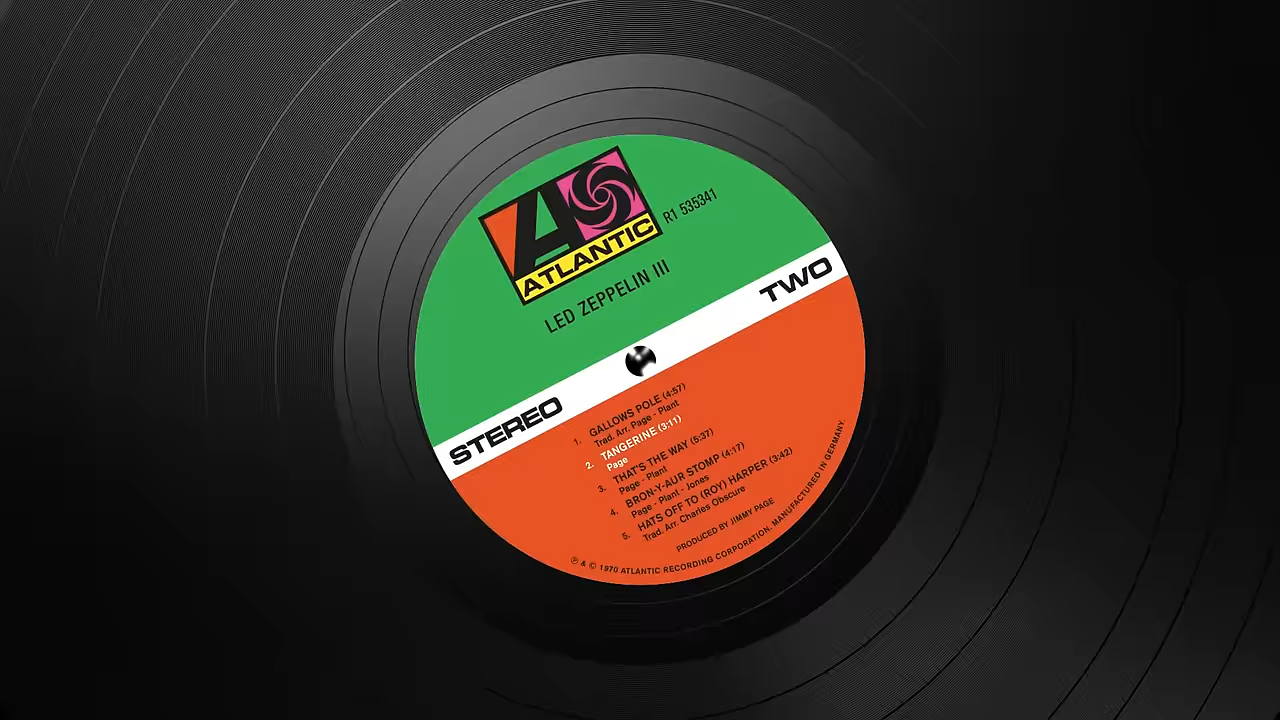 A
ATLANTIC
R1 535341
LED ZEPPELIN III
STEREO
TWO
1. GALLOWS POLE (4:57)
Trad. Arr. Page - Plant
2. TANGERINE (3:11)
Page
3. THAT'S THE WAY (5:37)
Page - Plant
4. BRON-Y-AUR STOMP (4:17)
Page - Plant - Jones
5. HATS OFF TO (ROY) HARPER (3:42)
Trad. Arr. Charles Obscure
PRODUCED BY JIMMY PAGE
℗ & © 1970 ATLANTIC RECORDING CORPORATION. MANUFACTURED IN GERMANY.